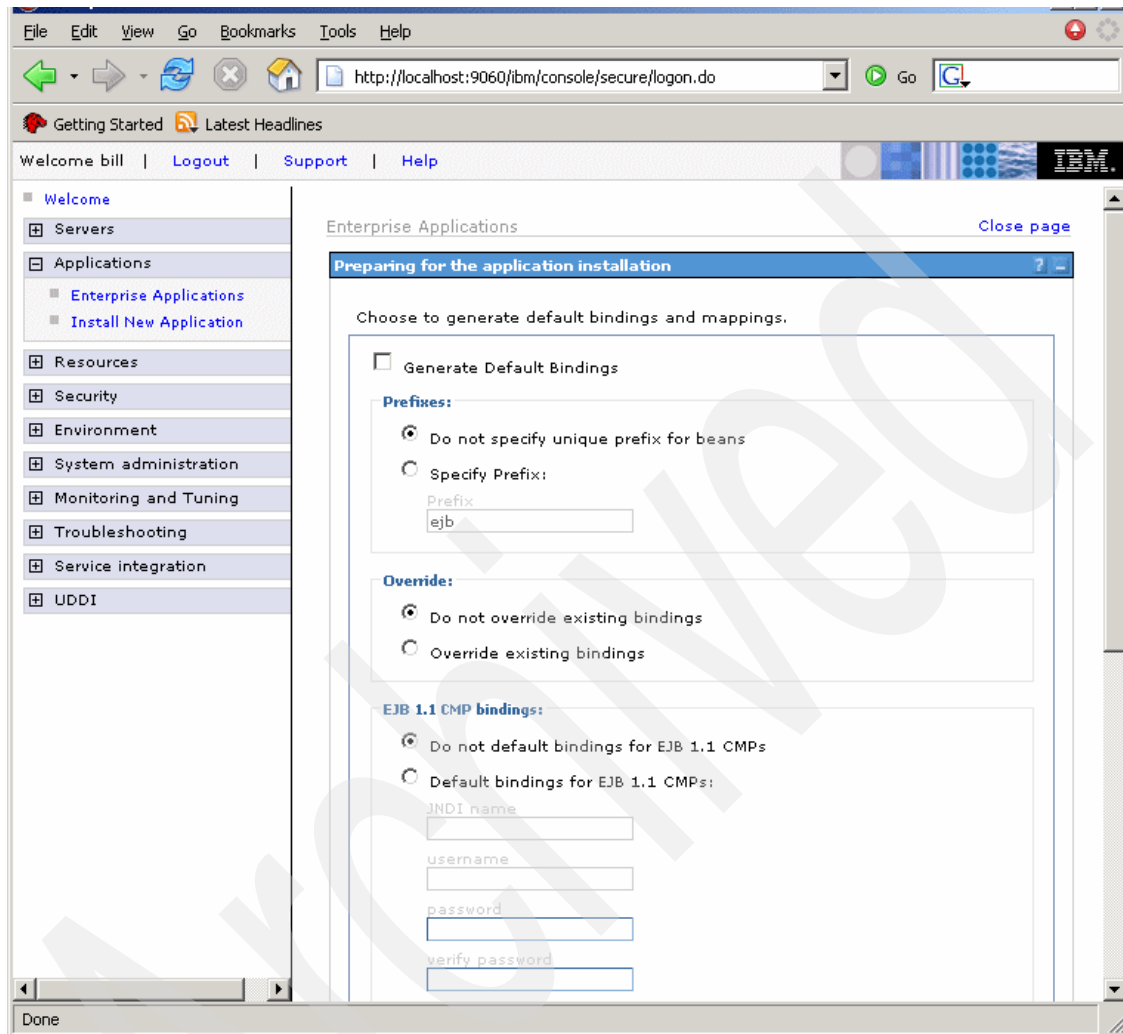 File Edit View Go Bookmarks Tools Help
http://localhost:9060/ibm/console/secure/logon.do Go G
Getting Started Latest Headlines
Welcome bill | Logout | Support | Help IBM.
Welcome
Servers
Applications
Enterprise Applications
Install New Application
Resources
Security
Environment
System administration
Monitoring and Tuning
Troubleshooting
Service integration
UDDI
Enterprise Applications Close page
Preparing for the application installation ? -
Choose to generate default bindings and mappings.
Generate Default Bindings
Prefixes:
Do not specify unique prefix for beans
Specify Prefix:
Prefix
ejb
Override:
Do not override existing bindings
Override existing bindings
EJB 1.1 CMP bindings:
Do not default bindings for EJB 1.1 CMPs
Default bindings for EJB 1.1 CMPs:
JNDI name
username
password
verify password
Done
Archived